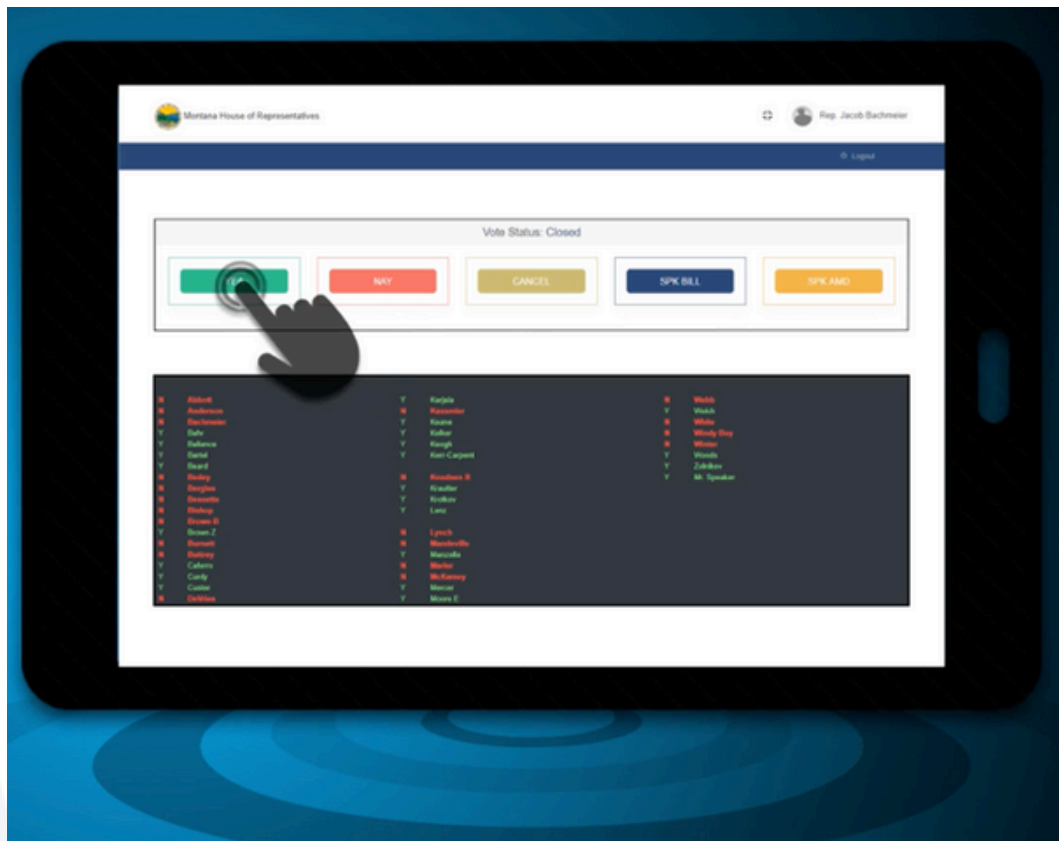 Montana House of Representatives
Rep. Jacob Bachmeier
Logout
Vote Status: Closed
YEA
NAY
CANCEL
SPK BILL
SPK AMD
N Abbott
N Anderson
N Bachmeier
Y Bahr
Y Ballance
Y Bartel
Y Beard
N Bedey
N Berglee
N Bessette
N Bishop
N Brown B
Y Brown Z
N Burnett
N Buttrey
Y Caferro
Y Curdy
Y Custer
N DeVries
Y Karjala
N Kassmier
Y Keane
Y Kelker
Y Keogh
Y Kerr-Carpent
N Knudsen R
Y Krautter
Y Krotkov
Y Lenz
N Lynch
N Mandeville
Y Manzella
N Marler
N McKamey
Y Mercer
Y Moore E
N Webb
Y Welch
N White
N Windy Boy
N Winter
Y Woods
Y Zolnikov
Y Mr. Speaker